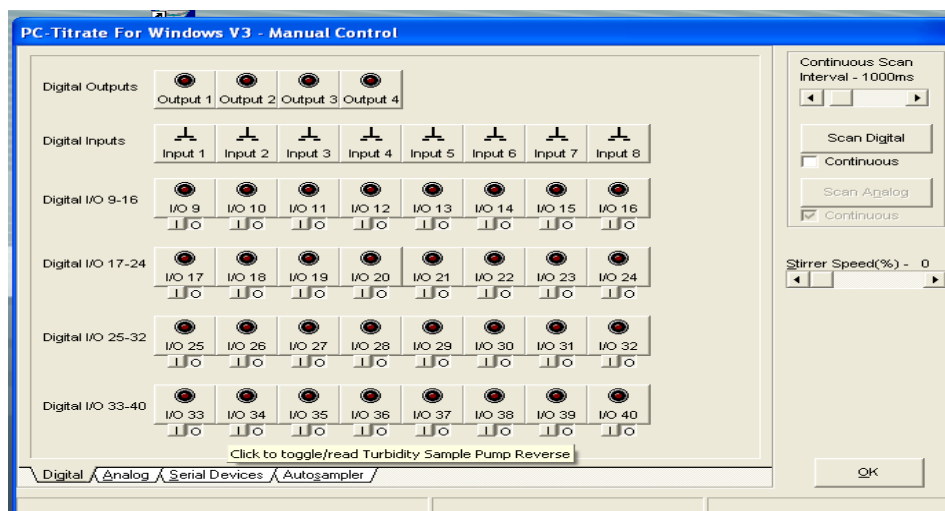 PC-Titrate For Windows V3 - Manual Control
Digital Outputs
Output 1 Output 2 Output 3 Output 4
Digital Inputs
Input 1 Input 2 Input 3 Input 4 Input 5 Input 6 Input 7 Input 8
Digital I/O 9-16
I/O 9 I/O 10 I/O 11 I/O 12 I/O 13 I/O 14 I/O 15 I/O 16
I O I O I O I O I O I O I O I O
Digital I/O 17-24
I/O 17 I/O 18 I/O 19 I/O 20 I/O 21 I/O 22 I/O 23 I/O 24
I O I O I O I O I O I O I O I O
Digital I/O 25-32
I/O 25 I/O 26 I/O 27 I/O 28 I/O 29 I/O 30 I/O 31 I/O 32
I O I O I O I O I O I O I O I O
Digital I/O 33-40
I/O 33 I/O 34 I/O 35 I/O 36 I/O 37 I/O 38 I/O 39 I/O 40
I O I O I O I O I O I O I O I O
Click to toggle/read Turbidity Sample Pump Reverse
Digital Analog Serial Devices Autosampler
Continuous Scan
Interval - 1000ms
Scan Digital
Continuous
Scan Analog
Continuous
Stirrer Speed(%) - 0
OK